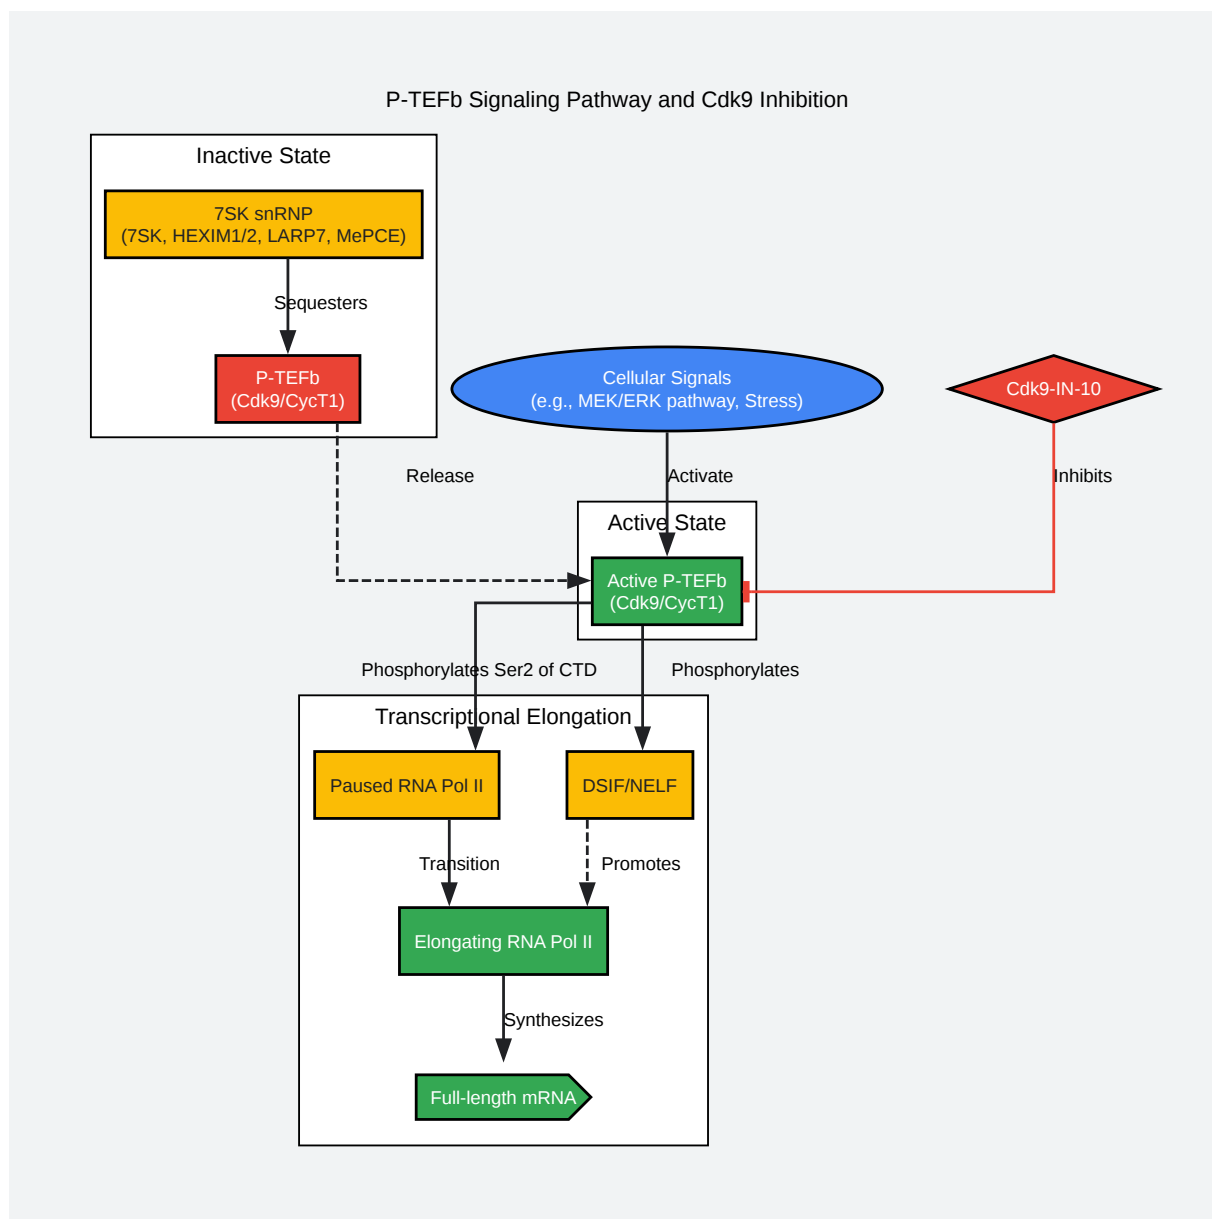 P-TEFb Signaling Pathway and Cdk9 Inhibition
Inactive State
7SK snRNP
(7SK, HEXIM1/2, LARP7, MePCE)
Sequesters
P-TEFb
(Cdk9/CycT1)
Cellular Signals
(e.g., MEK/ERK pathway, Stress)
Cdk9-IN-10
Release
Activate
Inhibits
Active State
Active P-TEFb
(Cdk9/CycT1)
Phosphorylates Ser2 of CTD
Phosphorylates
Transcriptional Elongation
Paused RNA Pol II
DSIF/NELF
Transition
Promotes
Elongating RNA Pol II
Synthesizes
Full-length mRNA